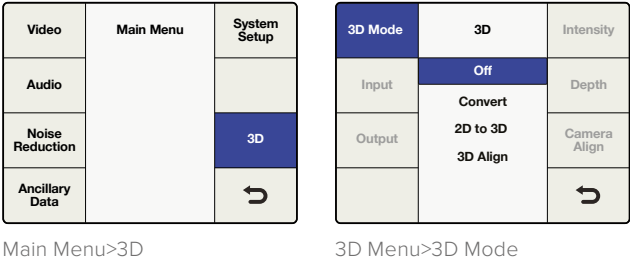 Video
Main Menu
System
Setup
Audio
Noise
Reduction
3D
Ancillary
Data
Main Menu>3D
3D Mode
3D
Intensity
Input
Off
Depth
Convert
Output
2D to 3D
Camera
Align
3D Align
3D Menu>3D Mode